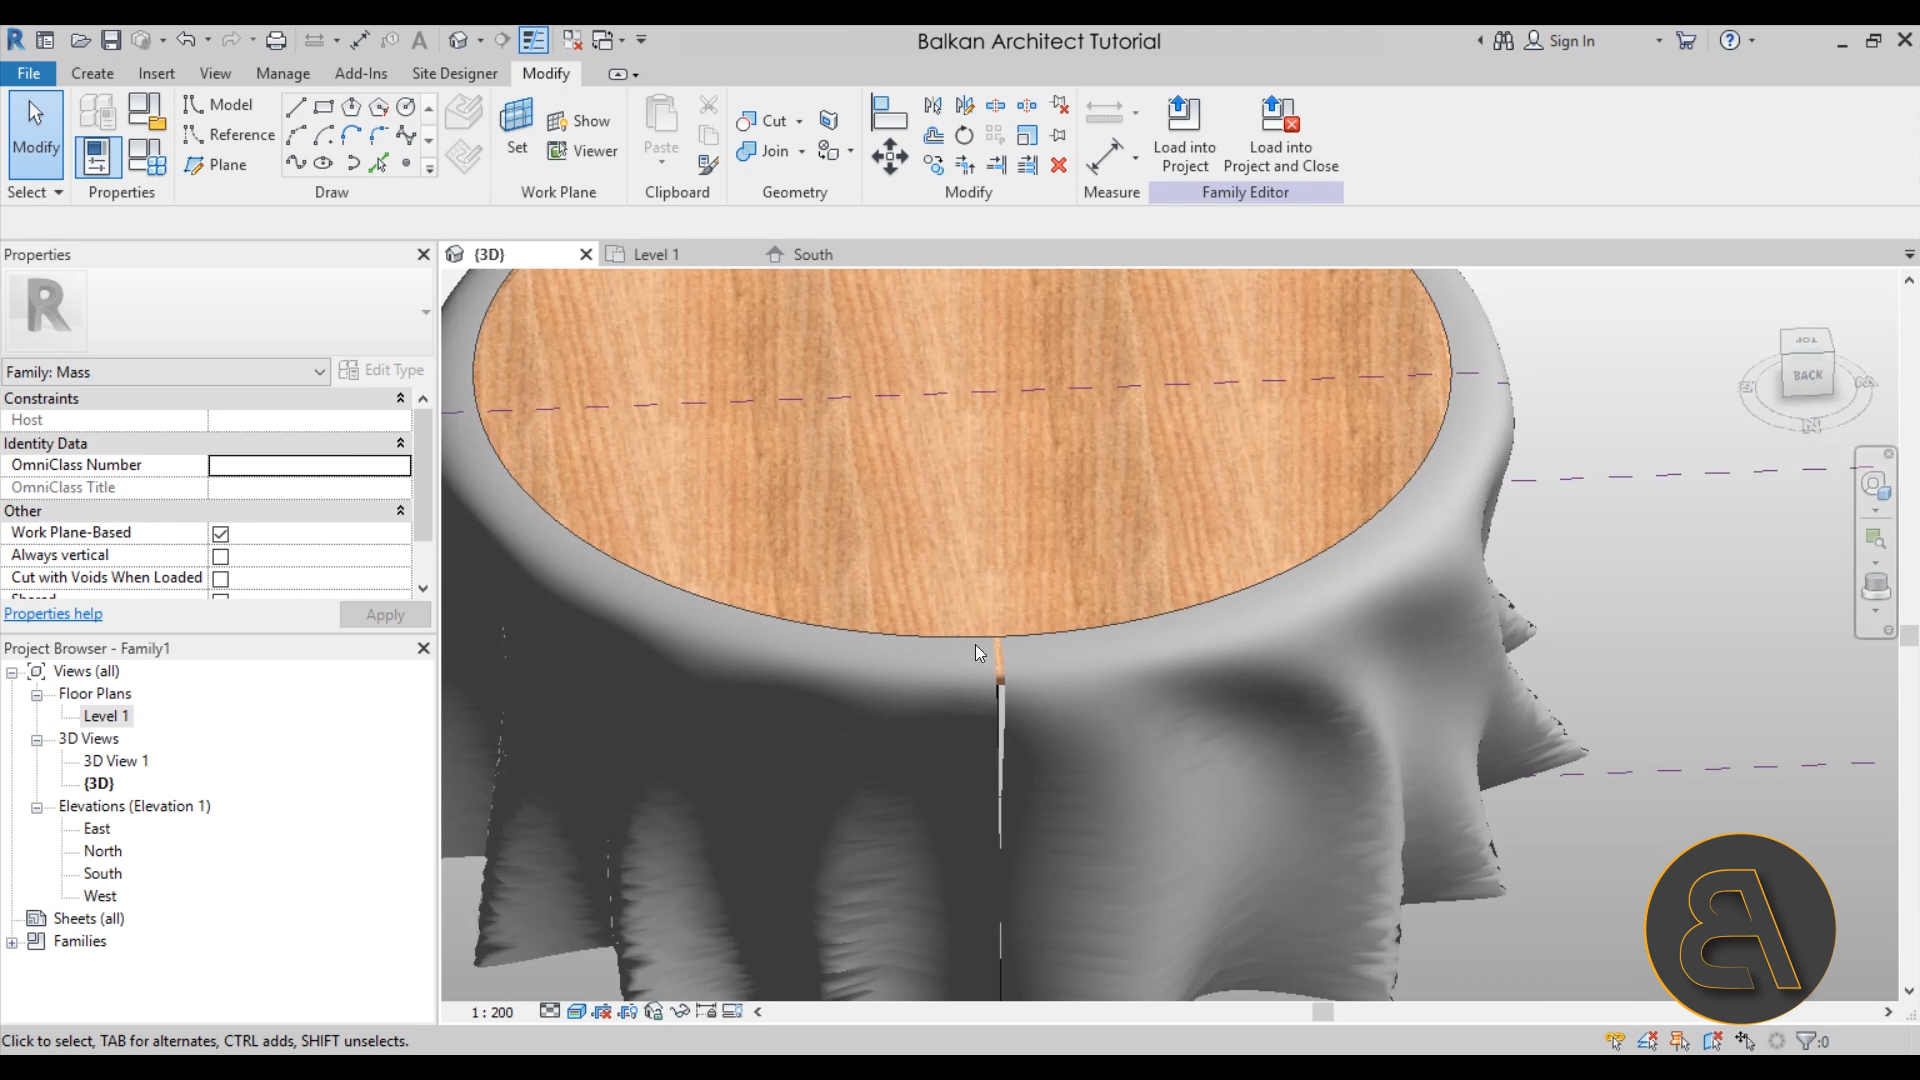 Balkan Architect Tutorial
Sign In
File
Create
Insert
View
Manage
Add-Ins
Site Designer
Modify
Modify
Model
Reference
Plane
Set
Show
Viewer
Paste
Cut
Join
Load into
Project
Load into
Project and Close
Select
Properties
Draw
Work Plane
Clipboard
Geometry
Modify
Measure
Family Editor
Properties
{3D}
Level 1
South
Family: Mass
Edit Type
Constraints
Host
Identity Data
OmniClass Number
OmniClass Title
Other
Work Plane-Based
Always vertical
Cut with Voids When Loaded
Properties help
Apply
Project Browser - Family1
Views (all)
Floor Plans
Level 1
3D Views
3D View 1
{3D}
Elevations (Elevation 1)
East
North
South
West
Sheets (all)
Families
TOP
BACK
N
1 : 200
Click to select, TAB for alternates, CTRL adds, SHIFT unselects.
:0